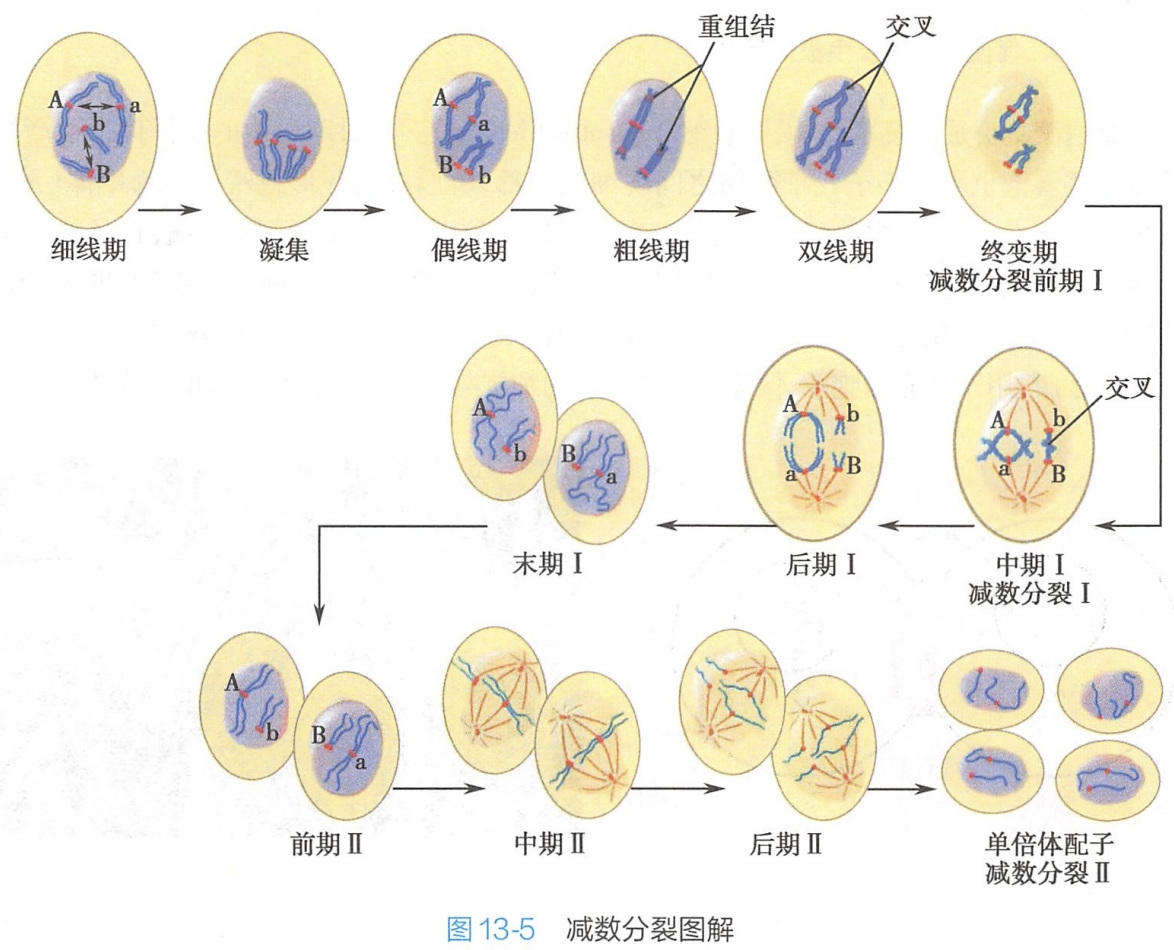 重组结
交叉
A
a
b
B
A
a
B
b
细线期
凝集
偶线期
粗线期
双线期
终变期
减数分裂前期 I
A
b
B
a
A
b
a
B
A
b
a
B
交叉
末期 I
后期 I
中期 I
减数分裂 I
A
b
B
a
前期 II
中期 II
后期 II
单倍体配子
减数分裂 II
图 13-5 减数分裂图解